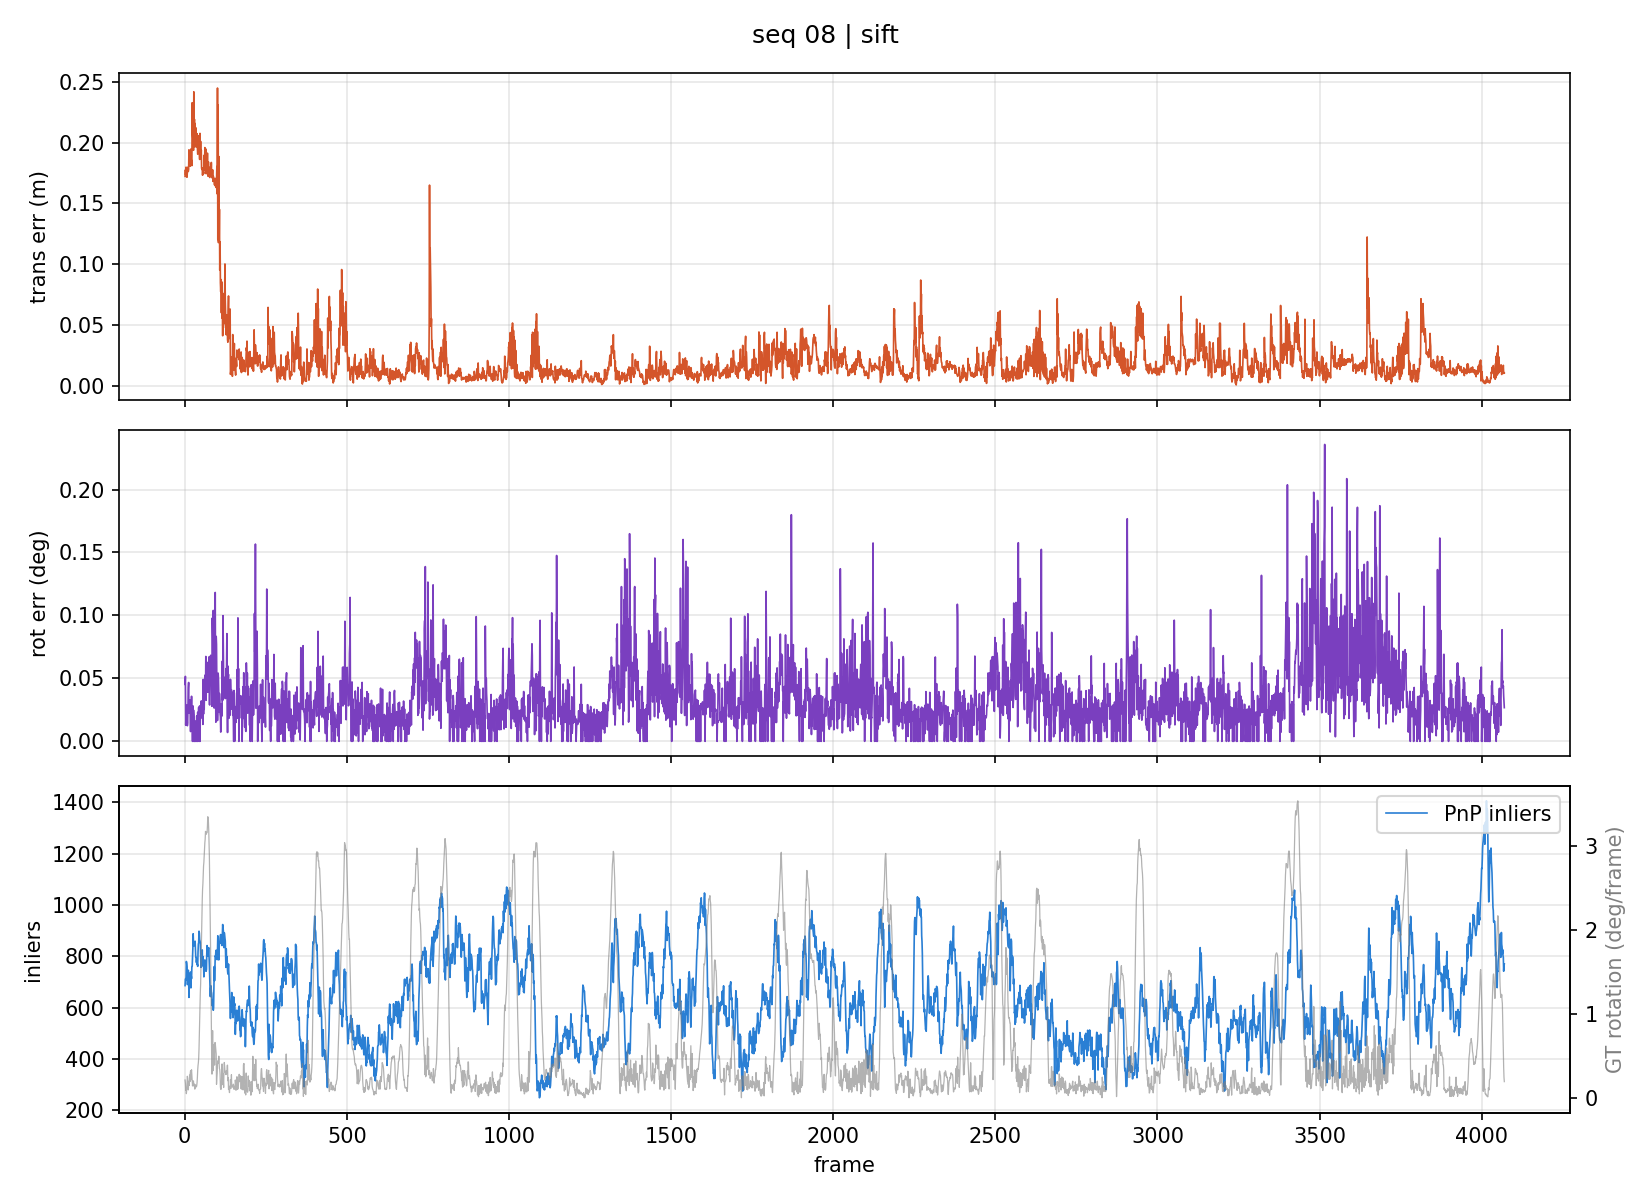 seq 08 | sift
0.25
0.20
0.15
0.10
0.05
0.00
trans err (m)
0.20
0.15
0.10
0.05
0.00
rot err (deg)
1400
1200
1000
800
600
400
200
inliers
PnP inliers
3
2
1
0
GT rotation (deg/frame)
0 500 1000 1500 2000 2500 3000 3500 4000
frame